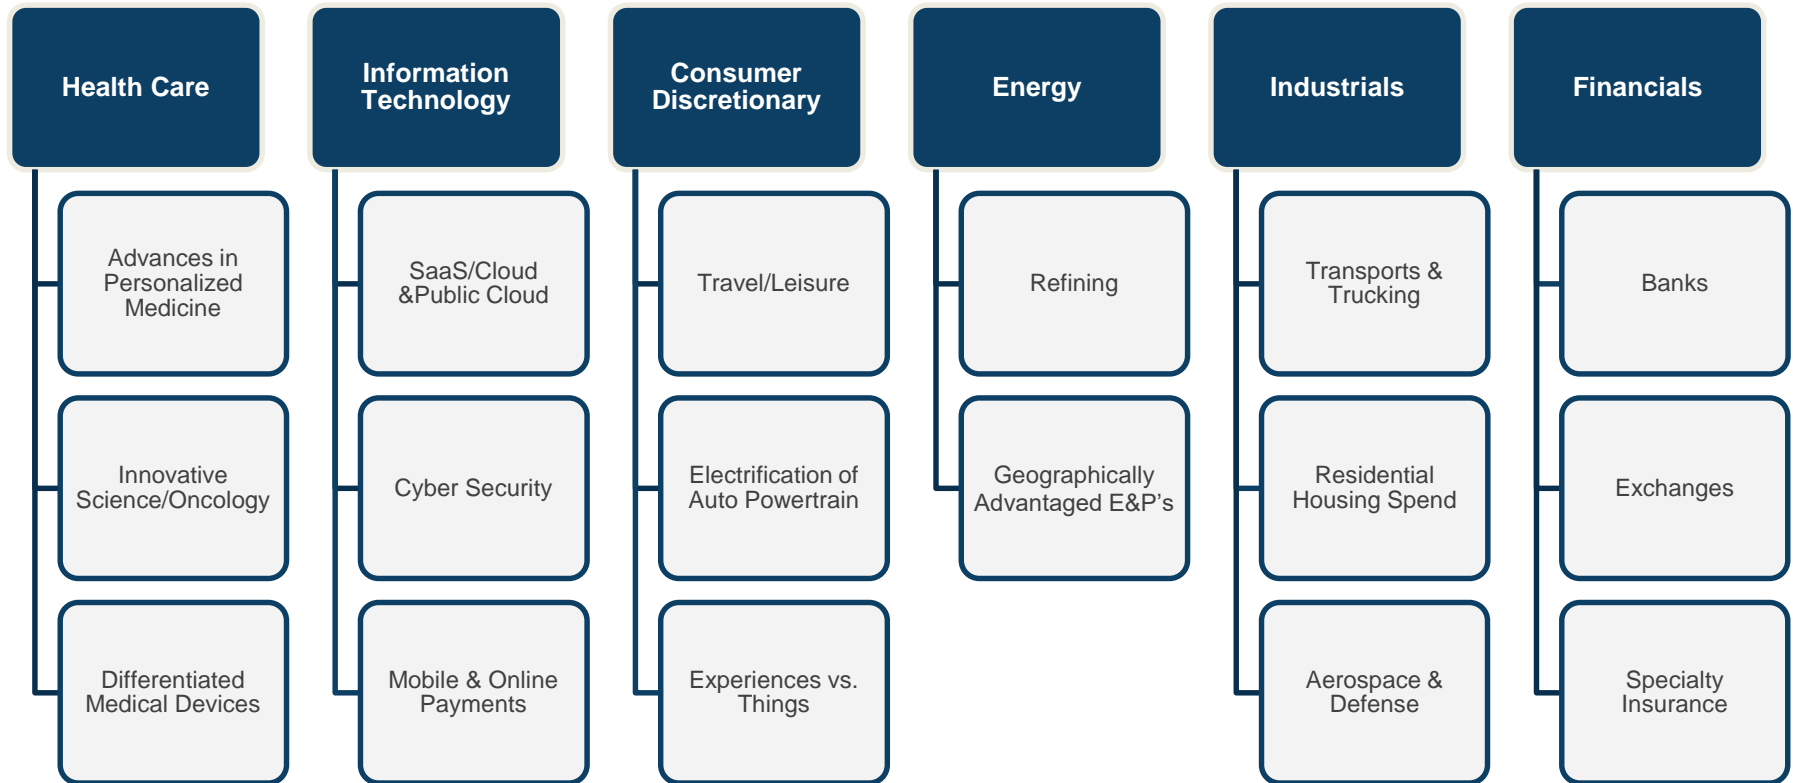 Health Care
Information
Technology
Consumer
Discretionary
Energy
Industrials
Financials
Advances in
Personalized
Medicine
SaaS/Cloud
&Public Cloud
Travel/Leisure
Refining
Transports &
Trucking
Banks
Innovative
Science/Oncology
Cyber Security
Electrification of
Auto Powertrain
Geographically
Advantaged E&P’s
Residential
Housing Spend
Exchanges
Differentiated
Medical Devices
Mobile & Online
Payments
Experiences vs.
Things
Aerospace &
Defense
Specialty
Insurance